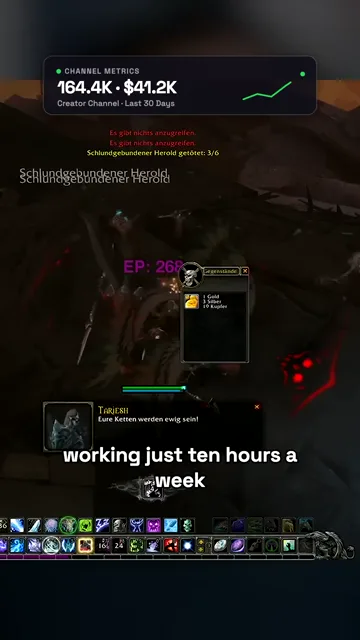 CHANNEL METRICS
164.4K · $41.2K
Creator Channel · Last 30 Days
Es gibt nichts anzugreifen.
Es gibt nichts anzugreifen.
Schlundgebundener Herold getötet: 3/6
Schlundgebundener Herold
Schlundgebundener Herold
EP: 268
Gegenstände
1 Gold
3 Silber
19 Kupfer
Tarjesh
Eure Ketten werden ewig sein!
working just ten hours a
week